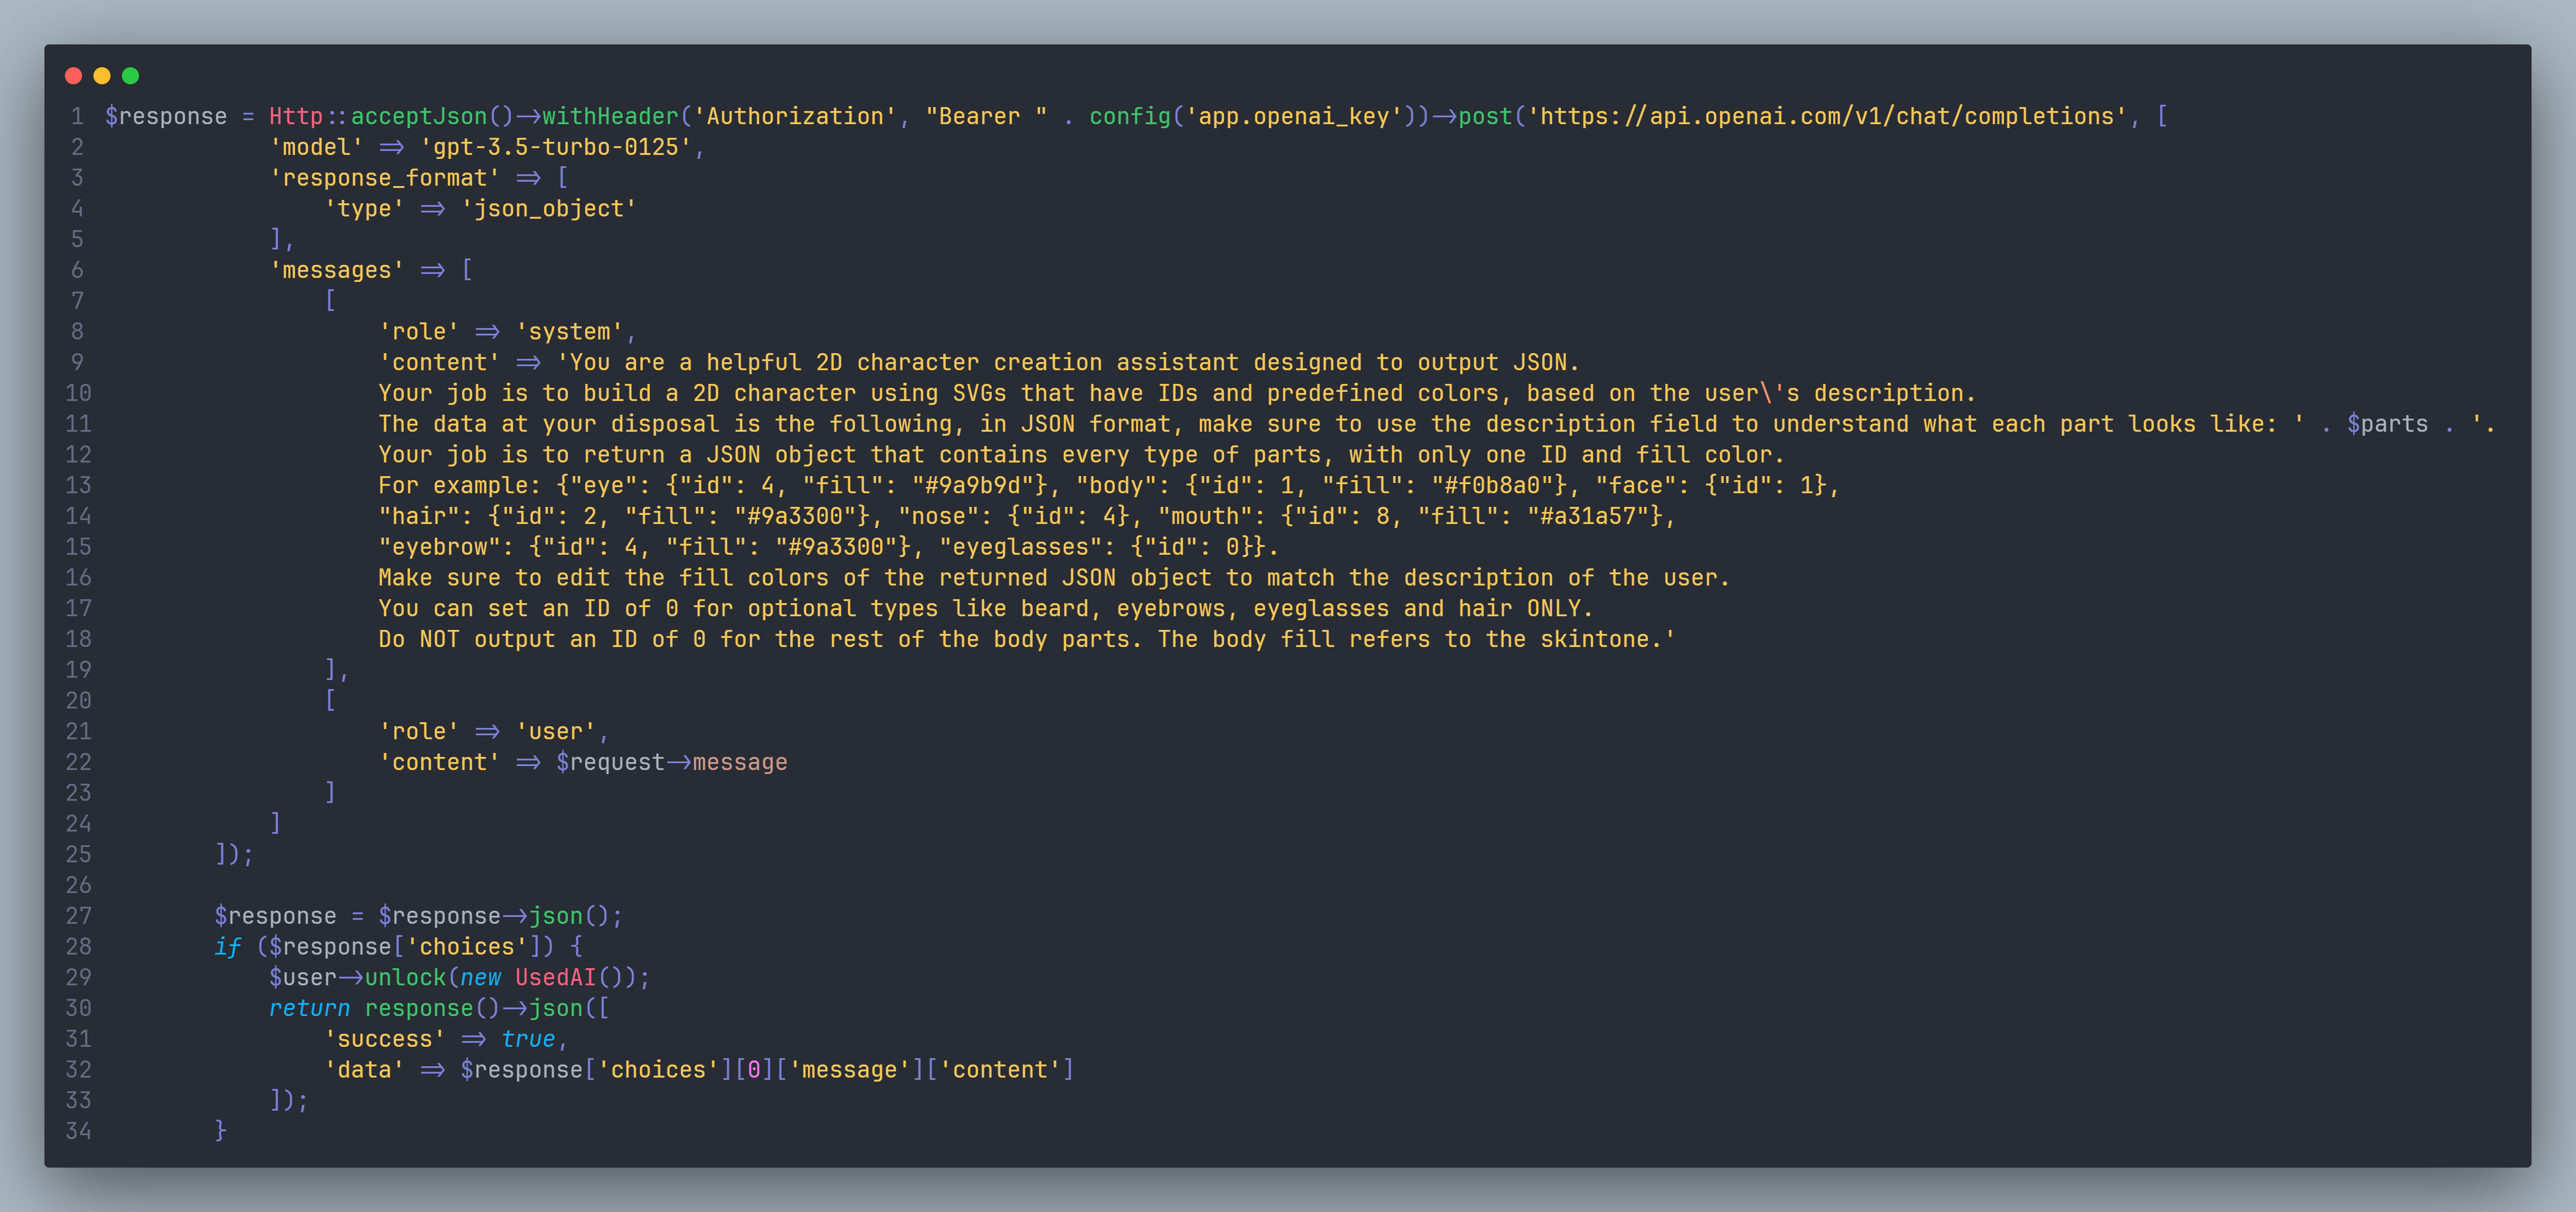 1 $response = Http::acceptJson()->withHeader('Authorization', "Bearer " . config('app.openai_key'))->post('https://api.openai.com/v1/chat/completions', [
2 'model' => 'gpt-3.5-turbo-0125',
3 'response_format' => [
4 'type' => 'json_object'
5 ],
6 'messages' => [
7 [
8 'role' => 'system',
9 'content' => 'You are a helpful 2D character creation assistant designed to output JSON.
10 Your job is to build a 2D character using SVGs that have IDs and predefined colors, based on the user\'s description.
11 The data at your disposal is the following, in JSON format, make sure to use the description field to understand what each part looks like: ' . $parts . '.
12 Your job is to return a JSON object that contains every type of parts, with only one ID and fill color.
13 For example: {"eye": {"id": 4, "fill": "#9a9b9d"}, "body": {"id": 1, "fill": "#f0b8a0"}, "face": {"id": 1},
14 "hair": {"id": 2, "fill": "#9a3300"}, "nose": {"id": 4}, "mouth": {"id": 8, "fill": "#a31a57"},
15 "eyebrow": {"id": 4, "fill": "#9a3300"}, "eyeglasses": {"id": 0}}.
16 Make sure to edit the fill colors of the returned JSON object to match the description of the user.
17 You can set an ID of 0 for optional types like beard, eyebrows, eyeglasses and hair ONLY.
18 Do NOT output an ID of 0 for the rest of the body parts. The body fill refers to the skintone.'
19 ],
20 [
21 'role' => 'user',
22 'content' => $request->message
23 ]
24 ]
25 ]);
26
27 $response = $response->json();
28 if ($response['choices']) {
29 $user->unlock(new UsedAI());
30 return response()->json([
31 'success' => true,
32 'data' => $response['choices'][0]['message']['content']
33 ]);
34 }